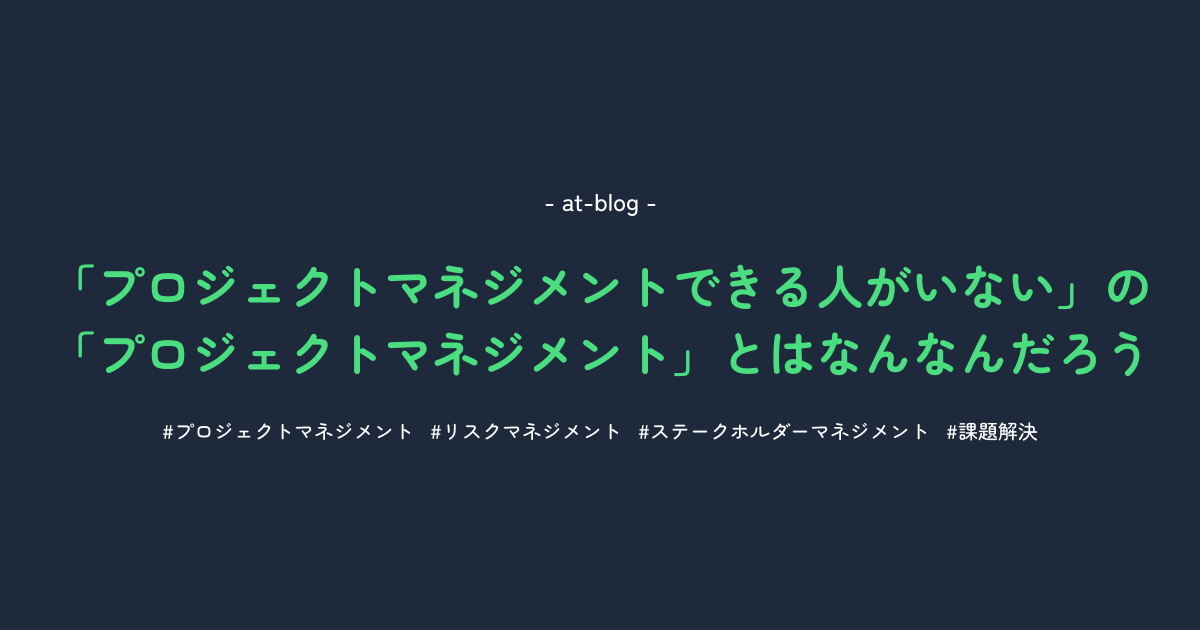 - at-blog -
「プロジェクトマネジメントできる人がいない」の
「プロジェクトマネジメント」とはなんなんだろう
#プロジェクトマネジメント #リスクマネジメント #ステークホルダーマネジメント #課題解決